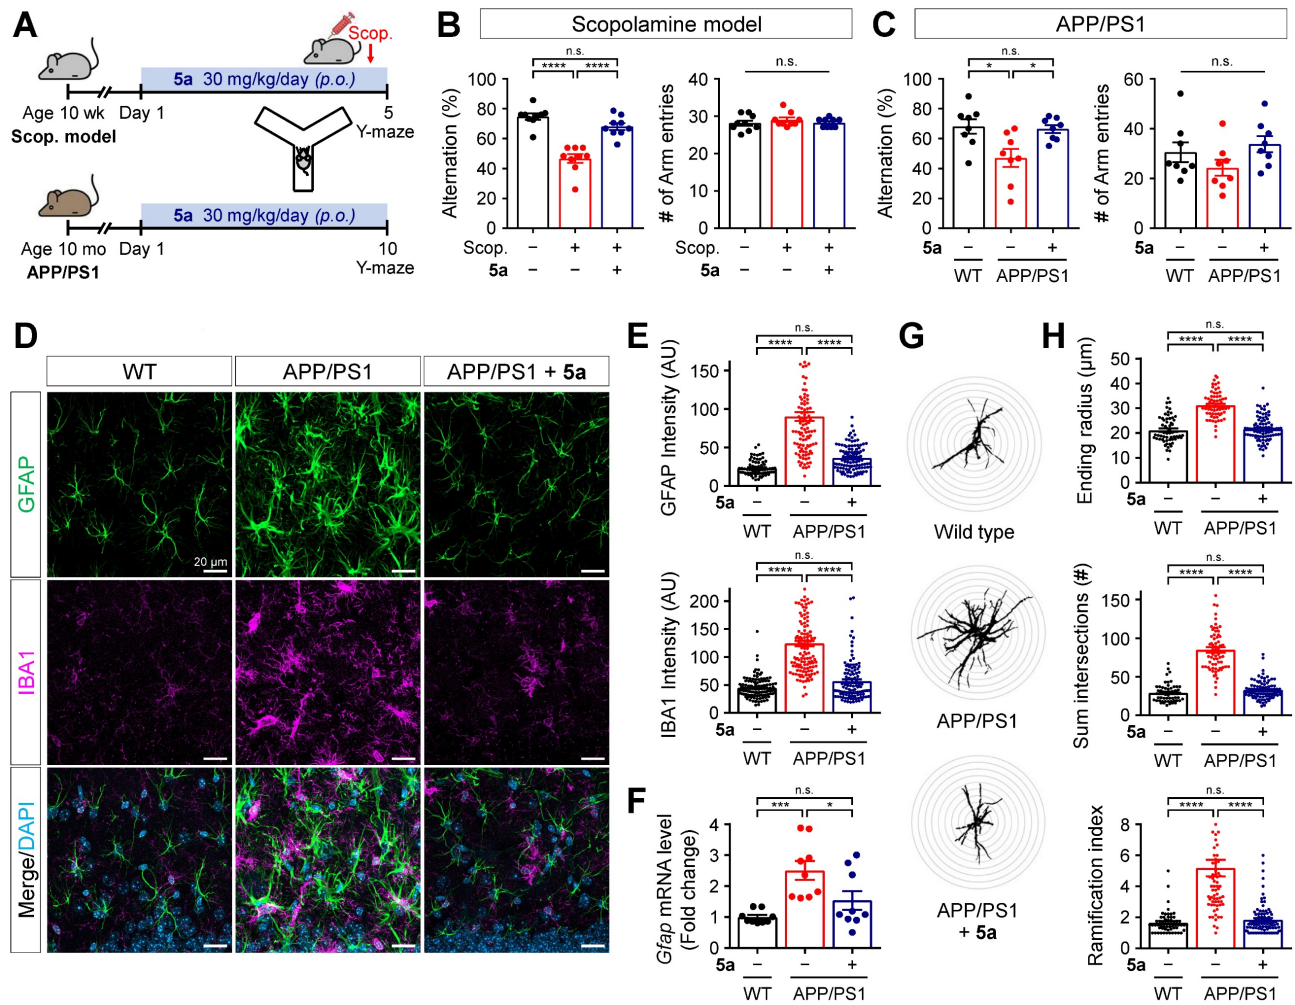 A
Scop.
5a 30 mg/kg/day (p.o.)
Age 10 wk Day 1 5
Scop. model Y-maze
5a 30 mg/kg/day (p.o.)
Age 10 mo Day 1 10
APP/PS1 Y-maze
B
Scopolamine model
n.s.
**** ****
Alternation (%)
100
80
60
40
20
0
Scop. − + +
5a − − +
n.s.
# of Arm entries
40
30
20
10
0
Scop. − + +
5a − − +
C
APP/PS1
n.s.
* *
Alternation (%)
100
80
60
40
20
0
5a − − +
WT APP/PS1
n.s.
# of Arm entries
60
40
20
0
− − +
WT APP/PS1
D
WT APP/PS1 APP/PS1 + 5a
GFAP
20 µm
IBA1
Merge/DAPI
E
n.s.
**** ****
GFAP Intensity (AU)
150
100
50
0
5a − − +
WT APP/PS1
n.s.
**** ****
IBA1 Intensity (AU)
200
150
100
50
0
5a − − +
WT APP/PS1
F
n.s.
*** *
Gfap mRNA level
(Fold change)
4
3
2
1
0
5a − − +
WT APP/PS1
G
Wild type
APP/PS1
APP/PS1
+ 5a
H
n.s.
**** ****
Ending radius (µm)
50
40
30
20
10
0
5a − − +
WT APP/PS1
n.s.
**** ****
Sum intersections (#)
150
100
50
0
5a − − +
WT APP/PS1
n.s.
**** ****
Ramification index
8
6
4
2
0
5a − − +
WT APP/PS1